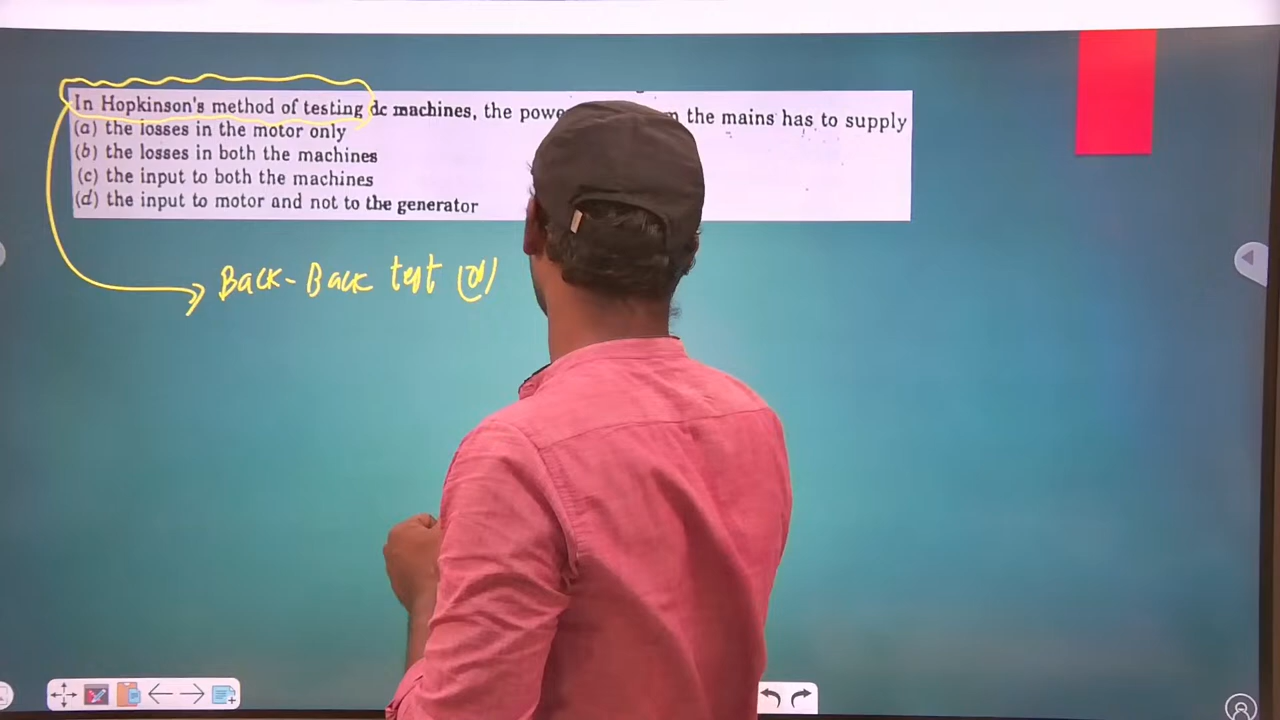 In Hopkinson's method of testing dc machines, the the mains has to supply
(a) the losses in the motor only
(b) the losses in both the machines
(c) the input to both the machines
(d) the input to motor and not to the generator
Back-Back test